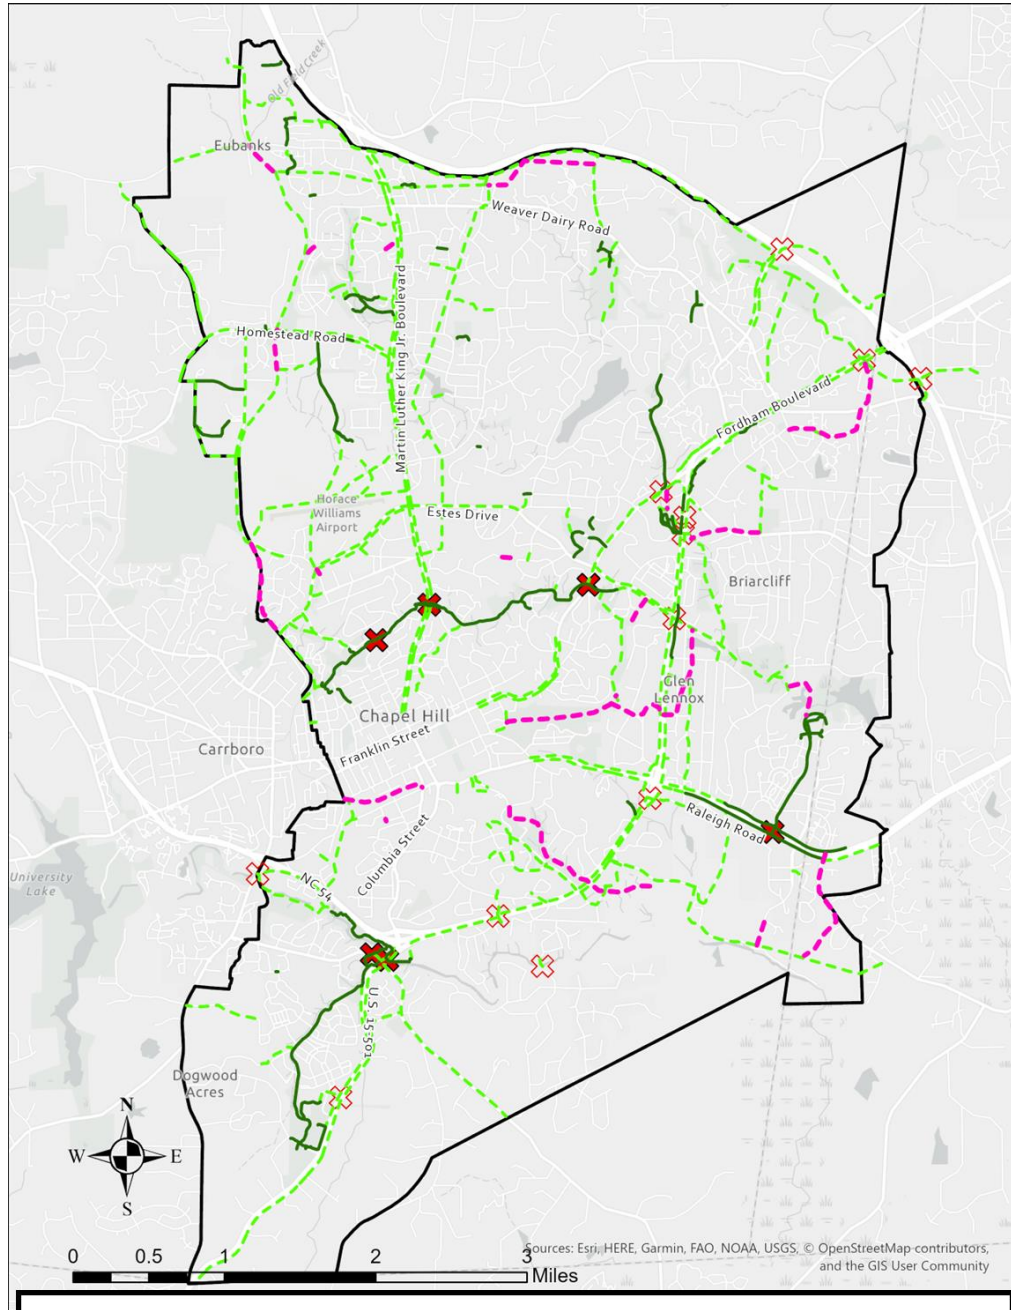 Old Field Creek
Eubanks
Weaver Dairy Road
Martin Luther King Jr. Boulevard
Homestead Road
Fordham Boulevard
Horace
Williams
Airport
Estes Drive
Briarcliff
Glen
Lennox
Chapel Hill
Carrboro
Franklin Street
Raleigh Road
Columbia Street
University
Lake
NC 54
U.S. 15-501
Dogwood
Acres
N
W
E
S
0
0.5
1
2
3
Miles
Sources: Esri, HERE, Garmin, FAO, NOAA, USGS, © OpenStreetMap contributors,
and the GIS User Community